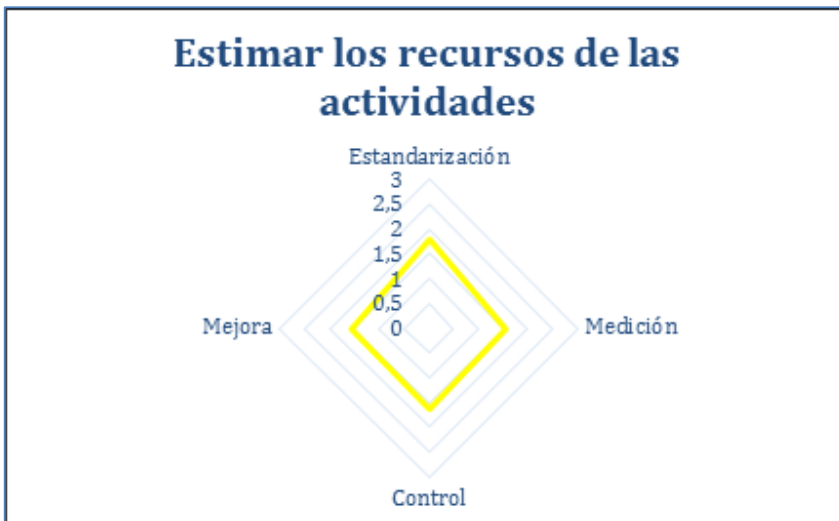 Estimar los recursos de las
actividades
Estandarización
3
2,5
2
1,5
1
0,5
0
Mejora
Medición
Control